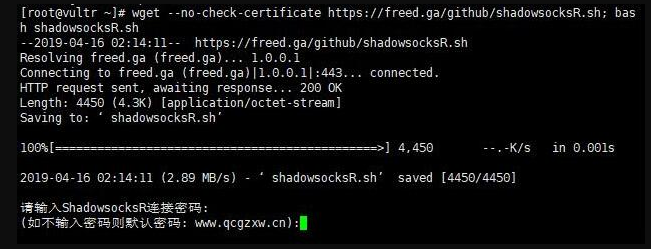 [root@vultr ~]# wget --no-check-certificate https://freed.ga/github/shadowsocksR.sh; bas
h shadowsocksR.sh
--2019-04-16 02:14:11--  https://freed.ga/github/shadowsocksR.sh
Resolving freed.ga (freed.ga)... 1.0.0.1
Connecting to freed.ga (freed.ga)|1.0.0.1|:443... connected.
HTTP request sent, awaiting response... 200 OK
Length: 4450 (4.3K) [application/octet-stream]
Saving to: ‘ shadowsocksR.sh’
100%[==============================================>] 4,450       --.-K/s   in 0.001s
2019-04-16 02:14:11 (2.89 MB/s) - ‘ shadowsocksR.sh’ saved [4450/4450]
请输入ShadowsocksR连接密码:
(如不输入密码则默认密码: www.qcgzxw.cn):